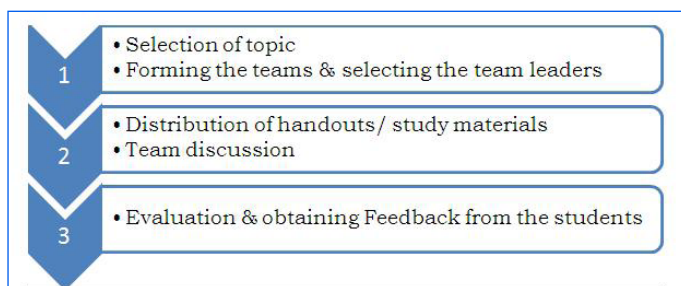 1
• Selection of topic
• Forming the teams & selecting the team leaders
2
• Distribution of handouts/ study materials
• Team discussion
3
• Evaluation & obtaining Feedback from the students